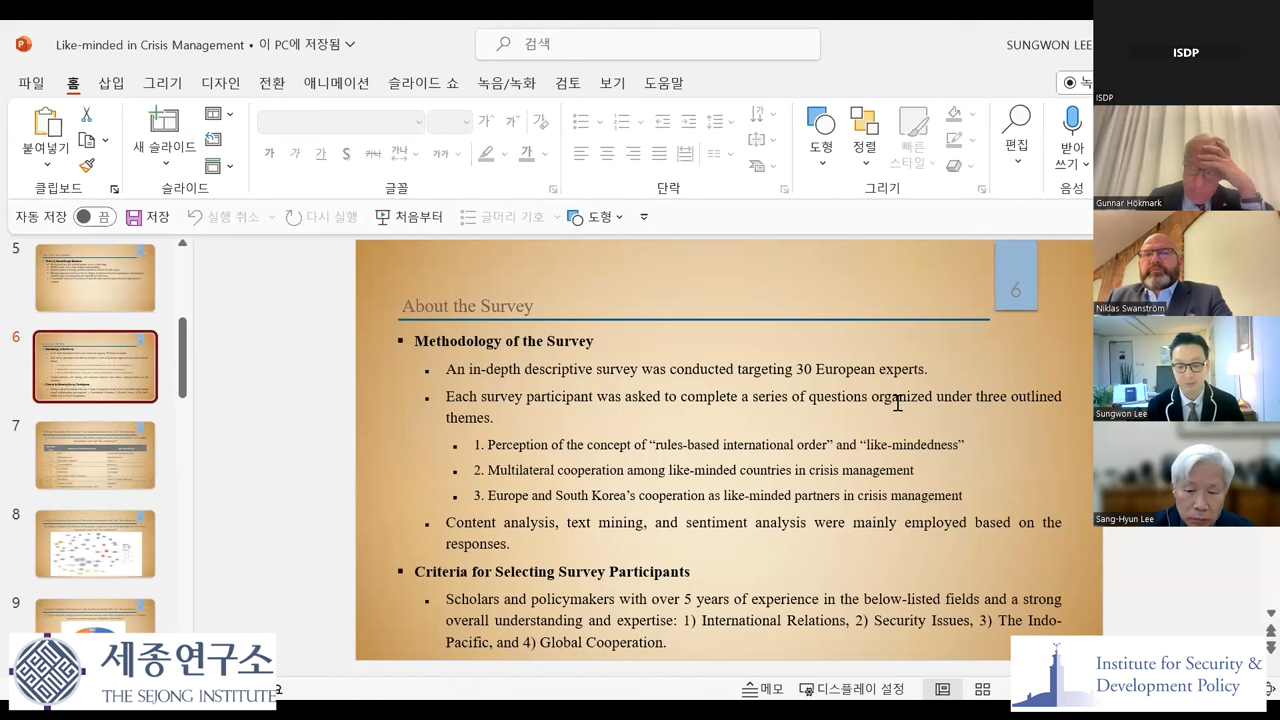 Like-minded in Crisis Management • 이 PC에 저장됨
검색
SUNGWON LEE
파일 홈 삽입 그리기 디자인 전환 애니메이션 슬라이드 쇼 녹음/녹화 검토 보기 도움말
붙여넣기
새 슬라이드
도형
정렬
빠른 스타일
편집
받아쓰기
클립보드
슬라이드
글꼴
단락
그리기
음성
자동 저장 끔 저장 실행 취소 다시 실행 처음부터 글머리 기호 도형
5
6
7
8
9
6
About the Survey
Methodology of the Survey
An in-depth descriptive survey was conducted targeting 30 European experts.
Each survey participant was asked to complete a series of questions organized under three outlined
themes.
1. Perception of the concept of “rules-based international order” and “like-mindedness”
2. Multilateral cooperation among like-minded countries in crisis management
3. Europe and South Korea’s cooperation as like-minded partners in crisis management
Content analysis, text mining, and sentiment analysis were mainly employed based on the
responses.
Criteria for Selecting Survey Participants
Scholars and policymakers with over 5 years of experience in the below-listed fields and a strong
overall understanding and expertise: 1) International Relations, 2) Security Issues, 3) The Indo-
Pacific, and 4) Global Cooperation.
ISDP
ISDP
Gunnar Hökmark
Niklas Swanström
Sungwon Lee
Sang-Hyun Lee
세종연구소
THE SEJONG INSTITUTE
메모 디스플레이 설정
Institute for Security &
Development Policy